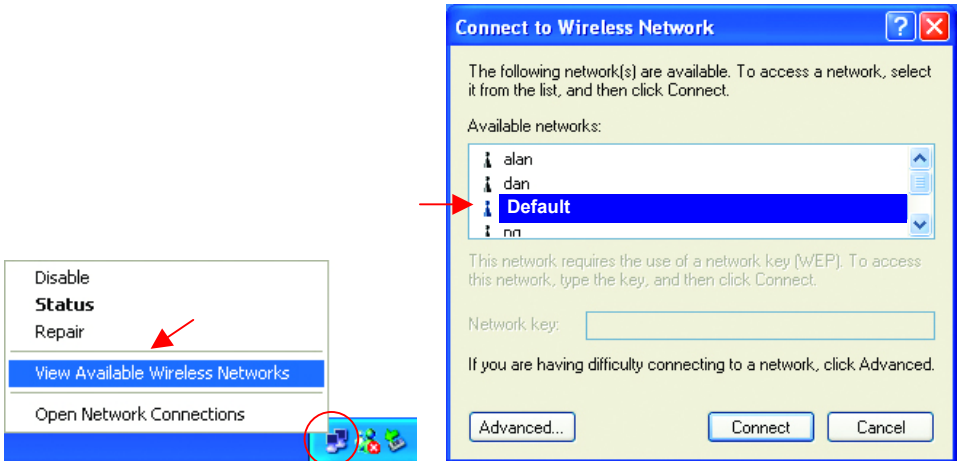 Disable
Status
Repair
View Available Wireless Networks
Open Network Connections
Connect to Wireless Network
The following network(s) are available. To access a network, select
it from the list, and then click Connect.
Available networks:
alan
dan
Default
This network requires the use of a network key (WEP). To access
this network, type the key, and then click Connect.
Network key:
If you are having difficulty connecting to a network, click Advanced.
Advanced...
Connect
Cancel